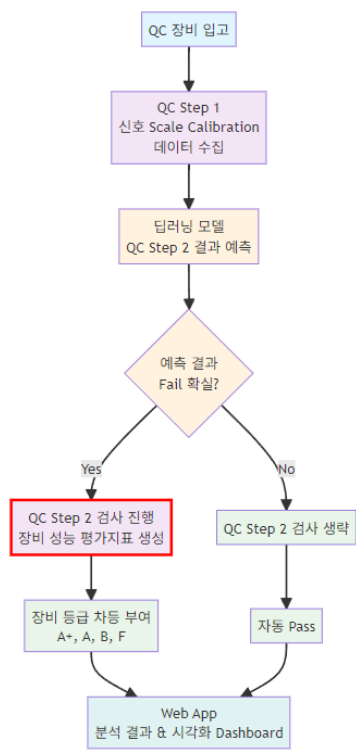 QC 장비 입고
QC Step 1
신호 Scale Calibration
데이터 수집
딥러닝 모델
QC Step 2 결과 예측
예측 결과
Fail 확실?
Yes
No
QC Step 2 검사 진행
장비 성능 평가지표 생성
QC Step 2 검사 생략
장비 등급 차등 부여
A+, A, B, F
자동 Pass
Web App
분석 결과 & 시각화 Dashboard